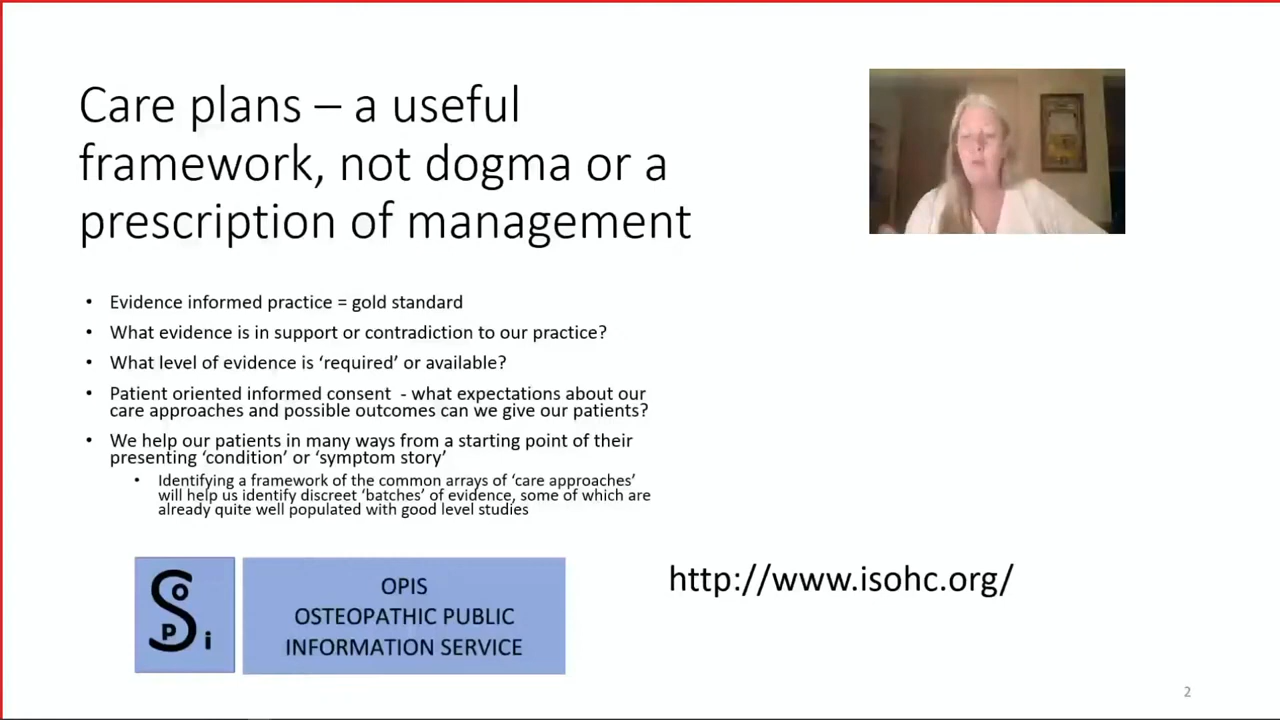 Care plans – a useful
framework, not dogma or a
prescription of management
• Evidence informed practice = gold standard
• What evidence is in support or contradiction to our practice?
• What level of evidence is ‘required’ or available?
• Patient oriented informed consent  - what expectations about our
care approaches and possible outcomes can we give our patients?
• We help our patients in many ways from a starting point of their
presenting ‘condition’ or ‘symptom story’
• Identifying a framework of the common arrays of ‘care approaches’
will help us identify discreet ‘batches’ of evidence, some of which are
already quite well populated with good level studies
S o P i
OPIS
OSTEOPATHIC PUBLIC
INFORMATION SERVICE
http://www.isohc.org/
2